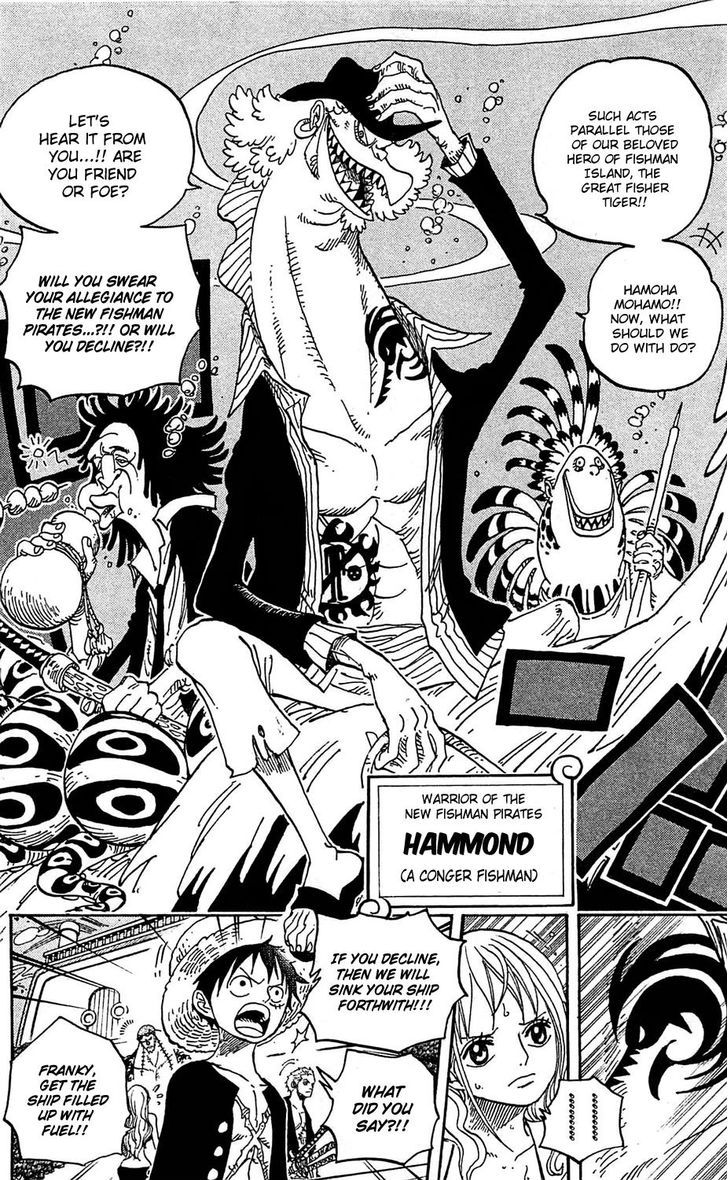 SUCH ACTS
PARALLEL THOSE
OF OUR BELOVED
HERO OF FISHMAN
ISLAND, THE
GREAT FISHER
TIGER!!
HAMOHA
MOHAMO!!
NOW, WHAT
SHOULD WE
DO WITH DO?
LET'S
HEAR IT FROM
YOU...!! ARE
YOU FRIEND
OR FOE?
WILL YOU SWEAR
YOUR ALLEGIANCE TO
THE NEW FISHMAN
PIRATES...?!! OR WILL
YOU DECLINE?!!
WARRIOR OF THE
NEW FISHMAN PIRATES
HAMMOND
(A CONGER FISHMAN)
!!.........
IF YOU DECLINE,
THEN WE WILL
SINK YOUR SHIP
FORTHWITH!!!
WHAT
DID YOU
SAY?!!
FRANKY,
GET THE
SHIP FILLED
UP WITH
FUEL!!